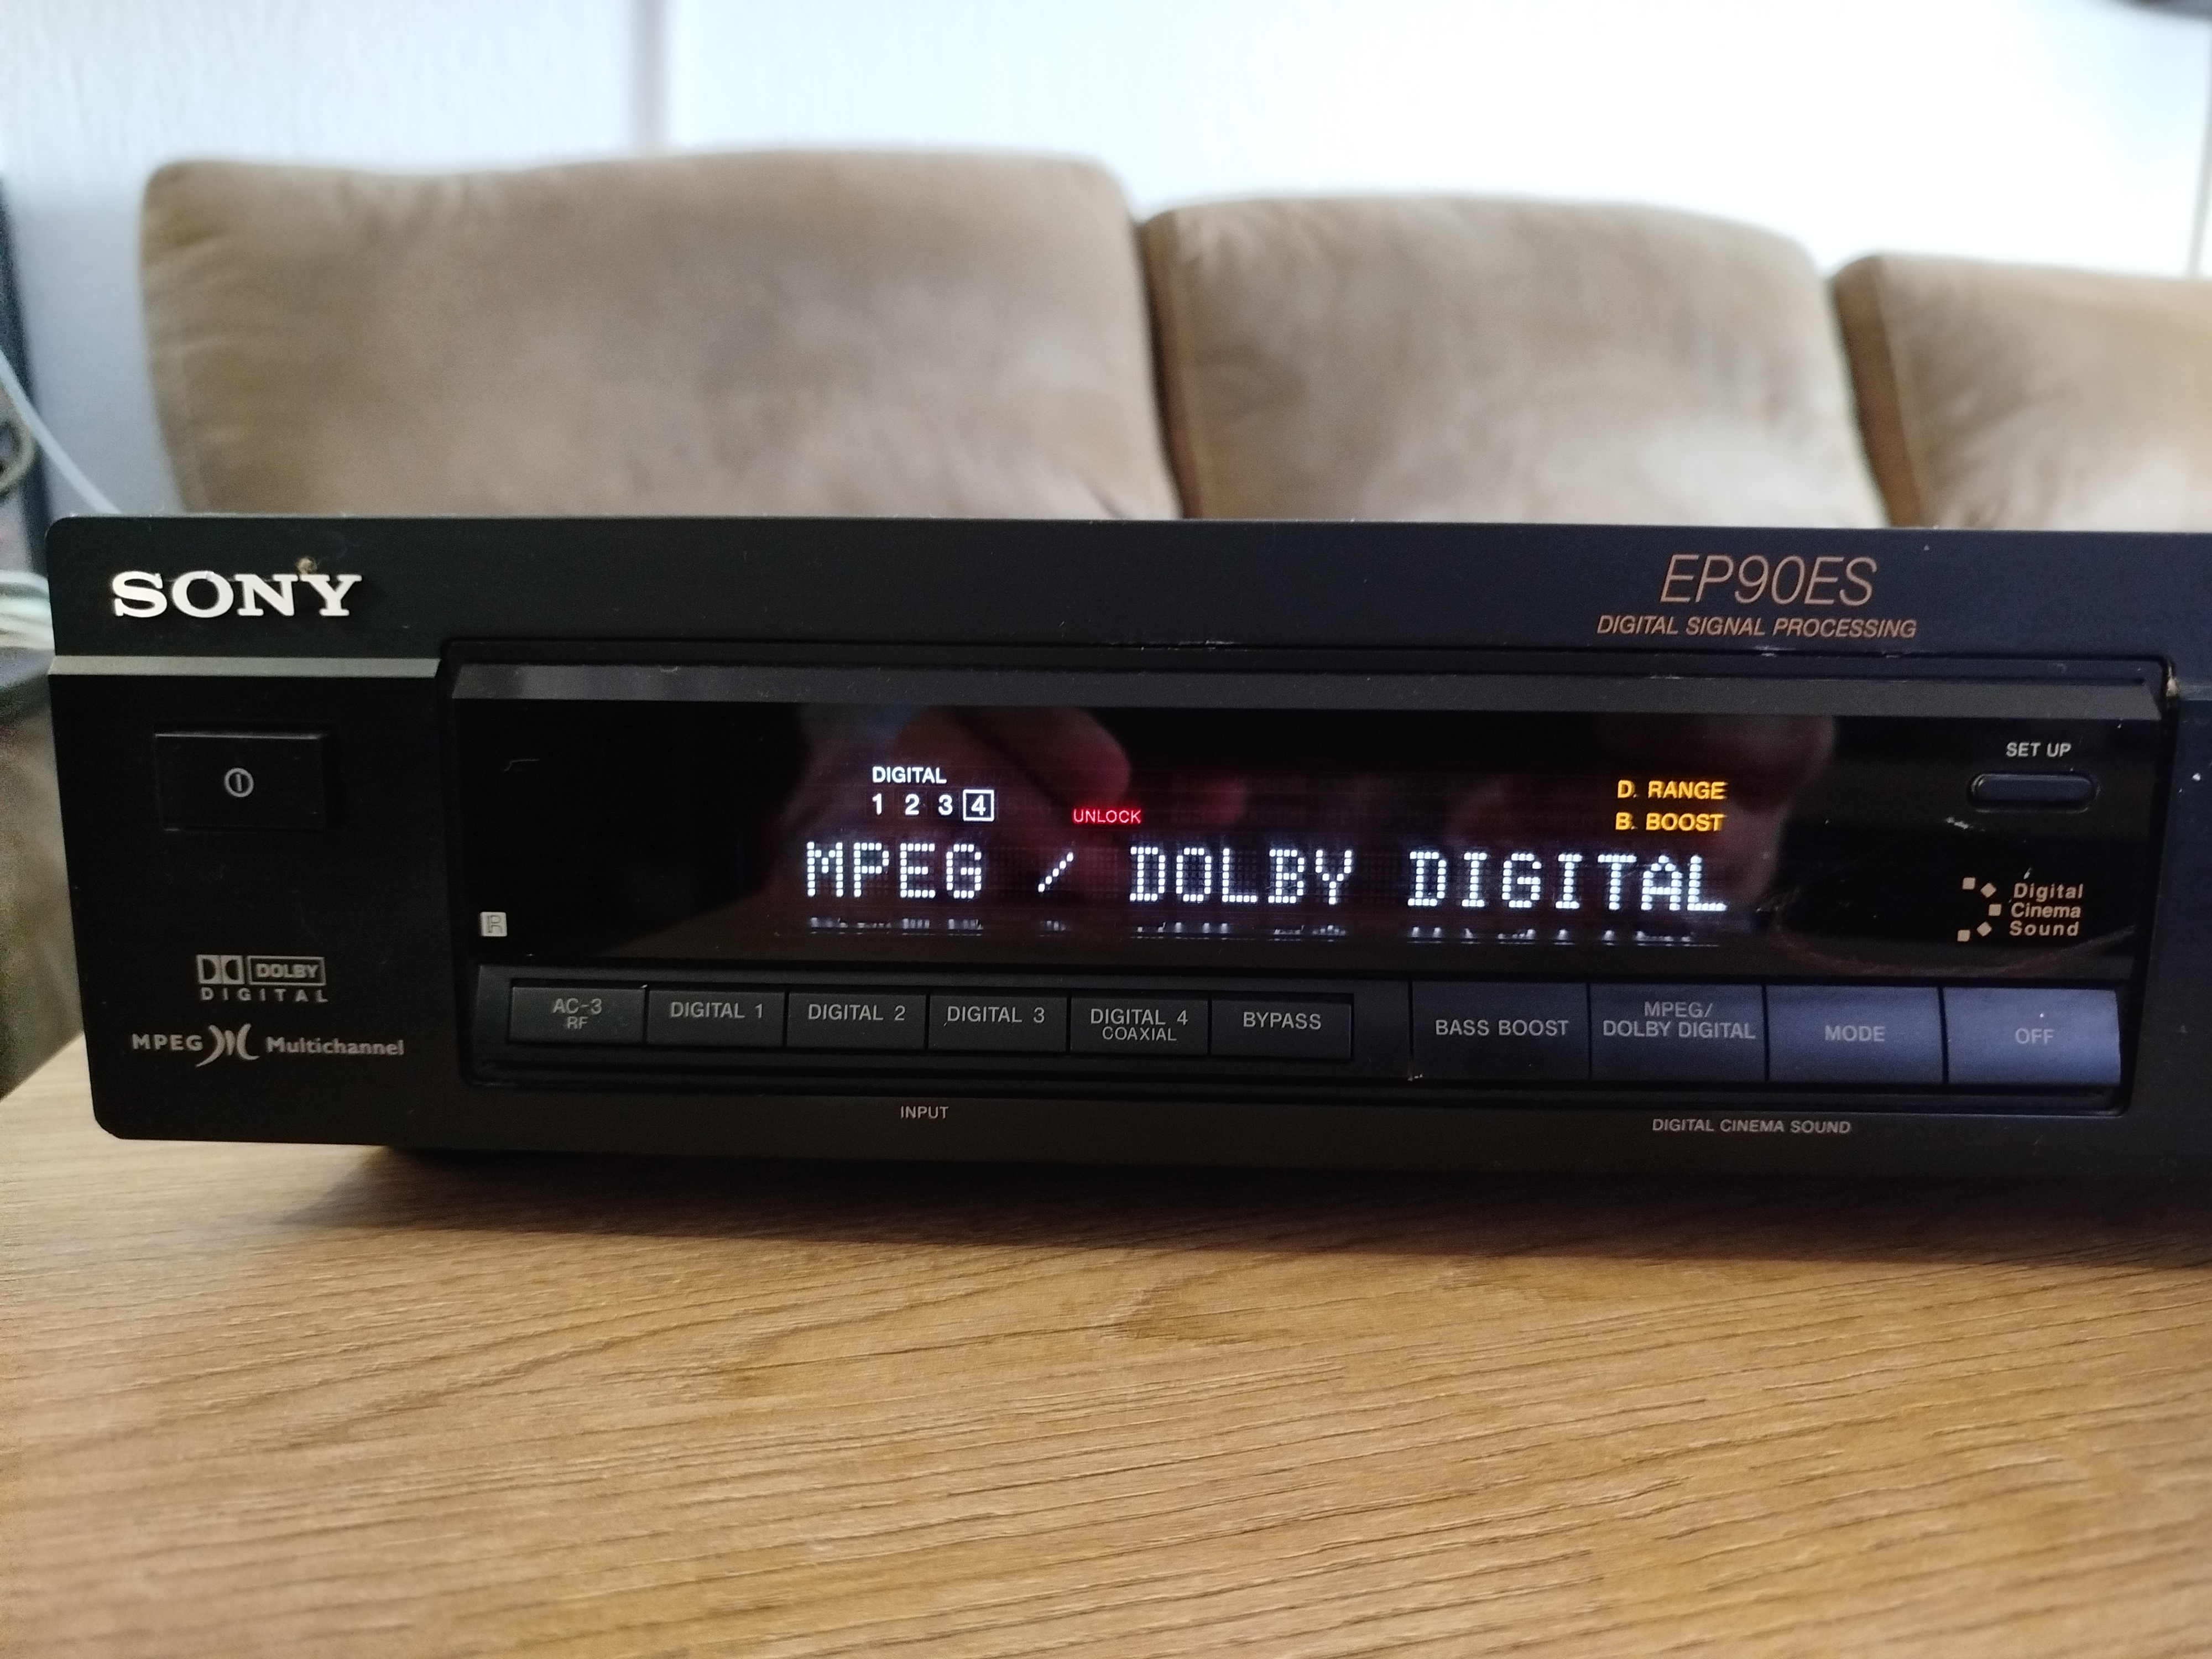 SONY
EP90ES
DIGITAL SIGNAL PROCESSING
SET UP
DIGITAL
1 2 3 4
UNLOCK
D. RANGE
B. BOOST
MPEG / DOLBY DIGITAL
Digital
Cinema
Sound
IR
DOLBY
DIGITAL
MPEG Multichannel
AC-3
RF
DIGITAL 1
DIGITAL 2
DIGITAL 3
DIGITAL 4
COAXIAL
BYPASS
BASS BOOST
MPEG/
DOLBY DIGITAL
MODE
OFF
INPUT
DIGITAL CINEMA SOUND